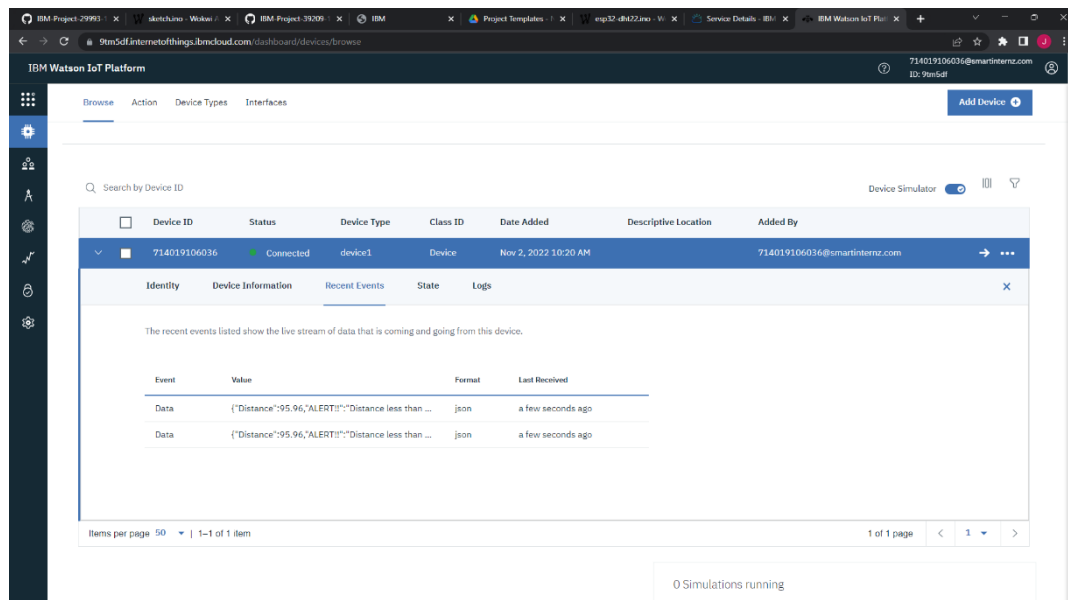 IBM-Project-29993-1
sketch.ino - Wokwi A
IBM-Project-39209-1
IBM
Project Templates - 
esp32-dht22.ino - W
Service Details - IBM
IBM Watson IoT Plat
9tm5df.internetofthings.ibmcloud.com/dashboard/devices/browse
J
IBM Watson IoT Platform
714019106036@smartinternz.com
ID: 9tm5df
Browse Action Device Types Interfaces
Add Device
Search by Device ID
Device Simulator
Device ID Status Device Type Class ID Date Added Descriptive Location Added By
714019106036 Connected device1 Device Nov 2, 2022 10:20 AM 714019106036@smartinternz.com
Identity Device Information Recent Events State Logs
The recent events listed show the live stream of data that is coming and going from this device.
Event Value Format Last Received
Data {"Distance":95.96,"ALERT!!":"Distance less than ... json a few seconds ago
Data {"Distance":95.96,"ALERT!!":"Distance less than ... json a few seconds ago
Items per page 50 | 1–1 of 1 item
1 of 1 page 1
0 Simulations running